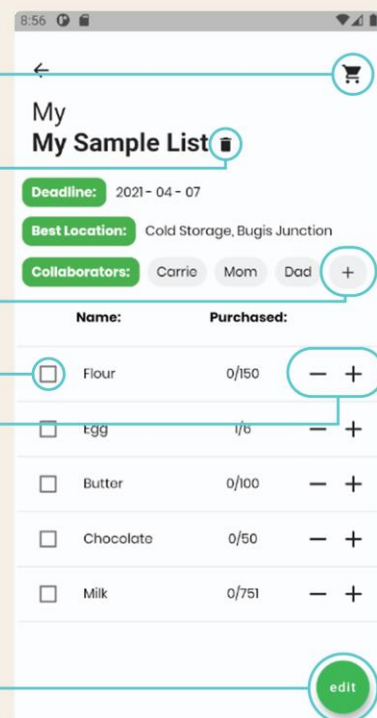 8:56
My
My Sample List
Deadline: 2021 - 04 - 07
Best Location: Cold Storage, Bugis Junction
Collaborators: Carrie Mom Dad +
Name: Purchased:
Flour 0/150 − +
Egg 1/6 − +
Butter 0/100 − +
Chocolate 0/50 − +
Milk 0/751 − +
edit